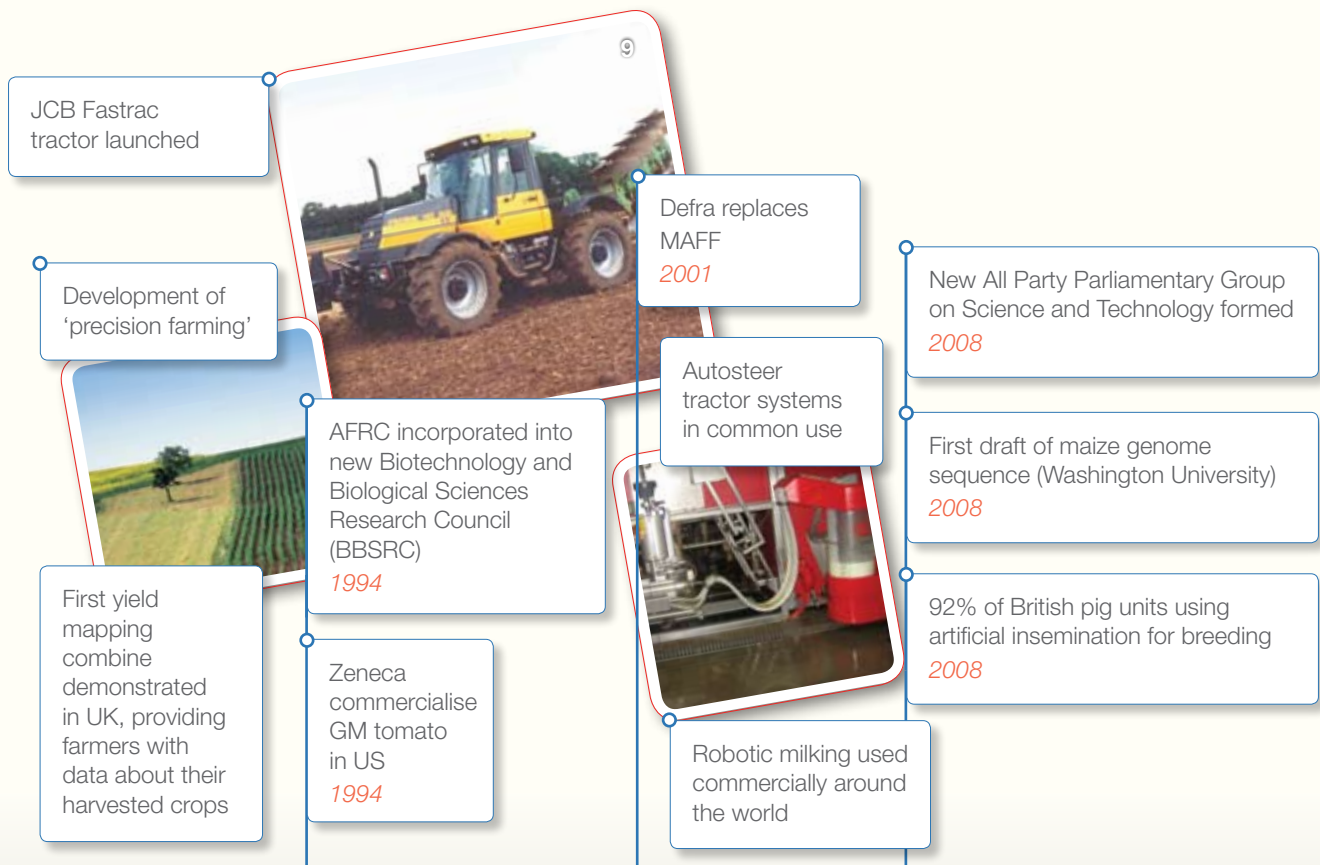 9
JCB Fastrac
tractor launched
Development of
‘precision farming’
First yield
mapping
combine
demonstrated
in UK, providing
farmers with
data about their
harvested crops
AFRC incorporated into
new Biotechnology and
Biological Sciences
Research Council
(BBSRC)
1994
Zeneca
commercialise
GM tomato
in US
1994
Defra replaces
MAFF
2001
Autosteer
tractor systems
in common use
Robotic milking used
commercially around
the world
New All Party Parliamentary Group
on Science and Technology formed
2008
First draft of maize genome
sequence (Washington University)
2008
92% of British pig units using
artificial insemination for breeding
2008